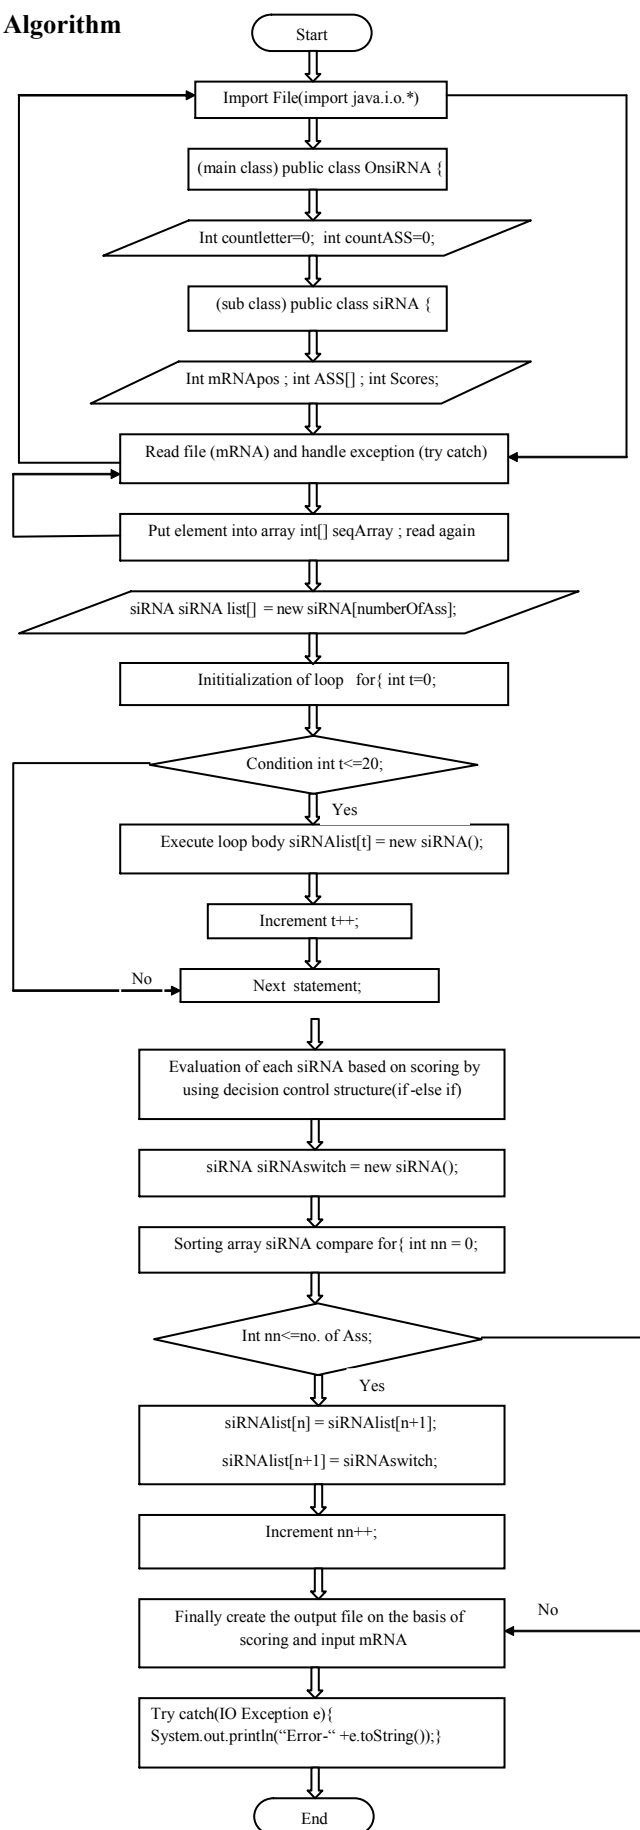 Algorithm
Start
Import File(import java.i.o.*)
(main class) public class OnsiRNA {
Int countletter=0;  int countASS=0;
(sub class) public class siRNA {
Int mRNApos ; int ASS[] ; int Scores;
Read file (mRNA) and handle exception (try catch)
Put element into array int[] seqArray ; read again
siRNA siRNA list[] = new siRNA[numberOfAss];
Inititialization of loop   for{ int t=0;
Condition int t<=20;
Yes
Execute loop body siRNAlist[t] = new siRNA();
Increment t++;
No
Next  statement;
Evaluation of each siRNA based on scoring by
using decision control structure(if-else if)
siRNA siRNAswitch = new siRNA();
Sorting array siRNA compare for{ int nn = 0;
Int nn<=no. of Ass;
Yes
siRNAlist[n] = siRNAlist[n+1];
siRNAlist[n+1] = siRNAswitch;
Increment nn++;
Finally create the output file on the basis of
scoring and input mRNA
No
Try catch(IO Exception e){
System.out.println(“Error-“ +e.toString());}
End